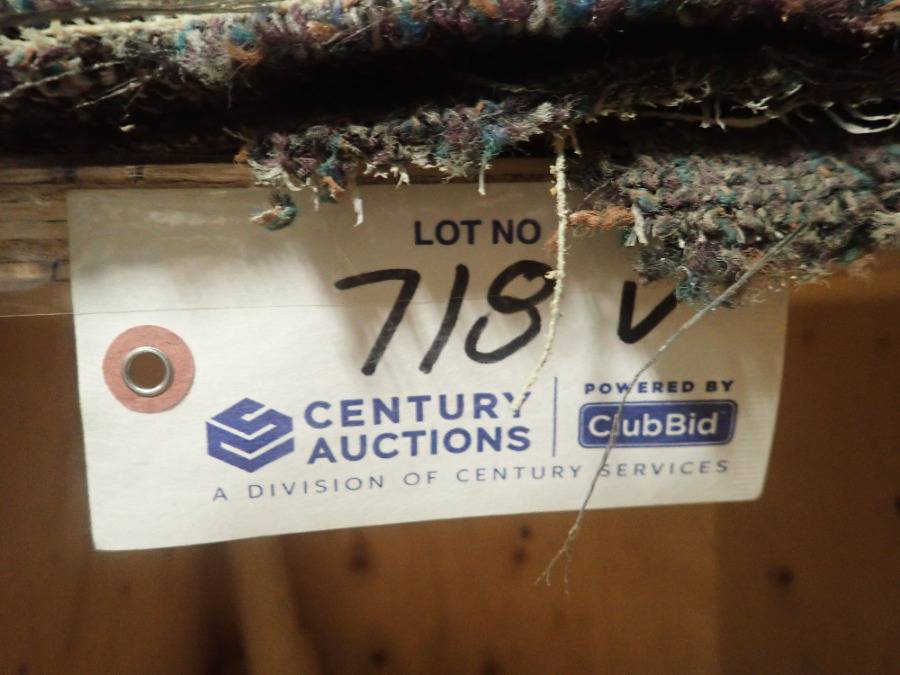 LOT NO
718 V
CENTURY
AUCTIONS
POWERED BY
ClubBid
A DIVISION OF CENTURY SERVICES